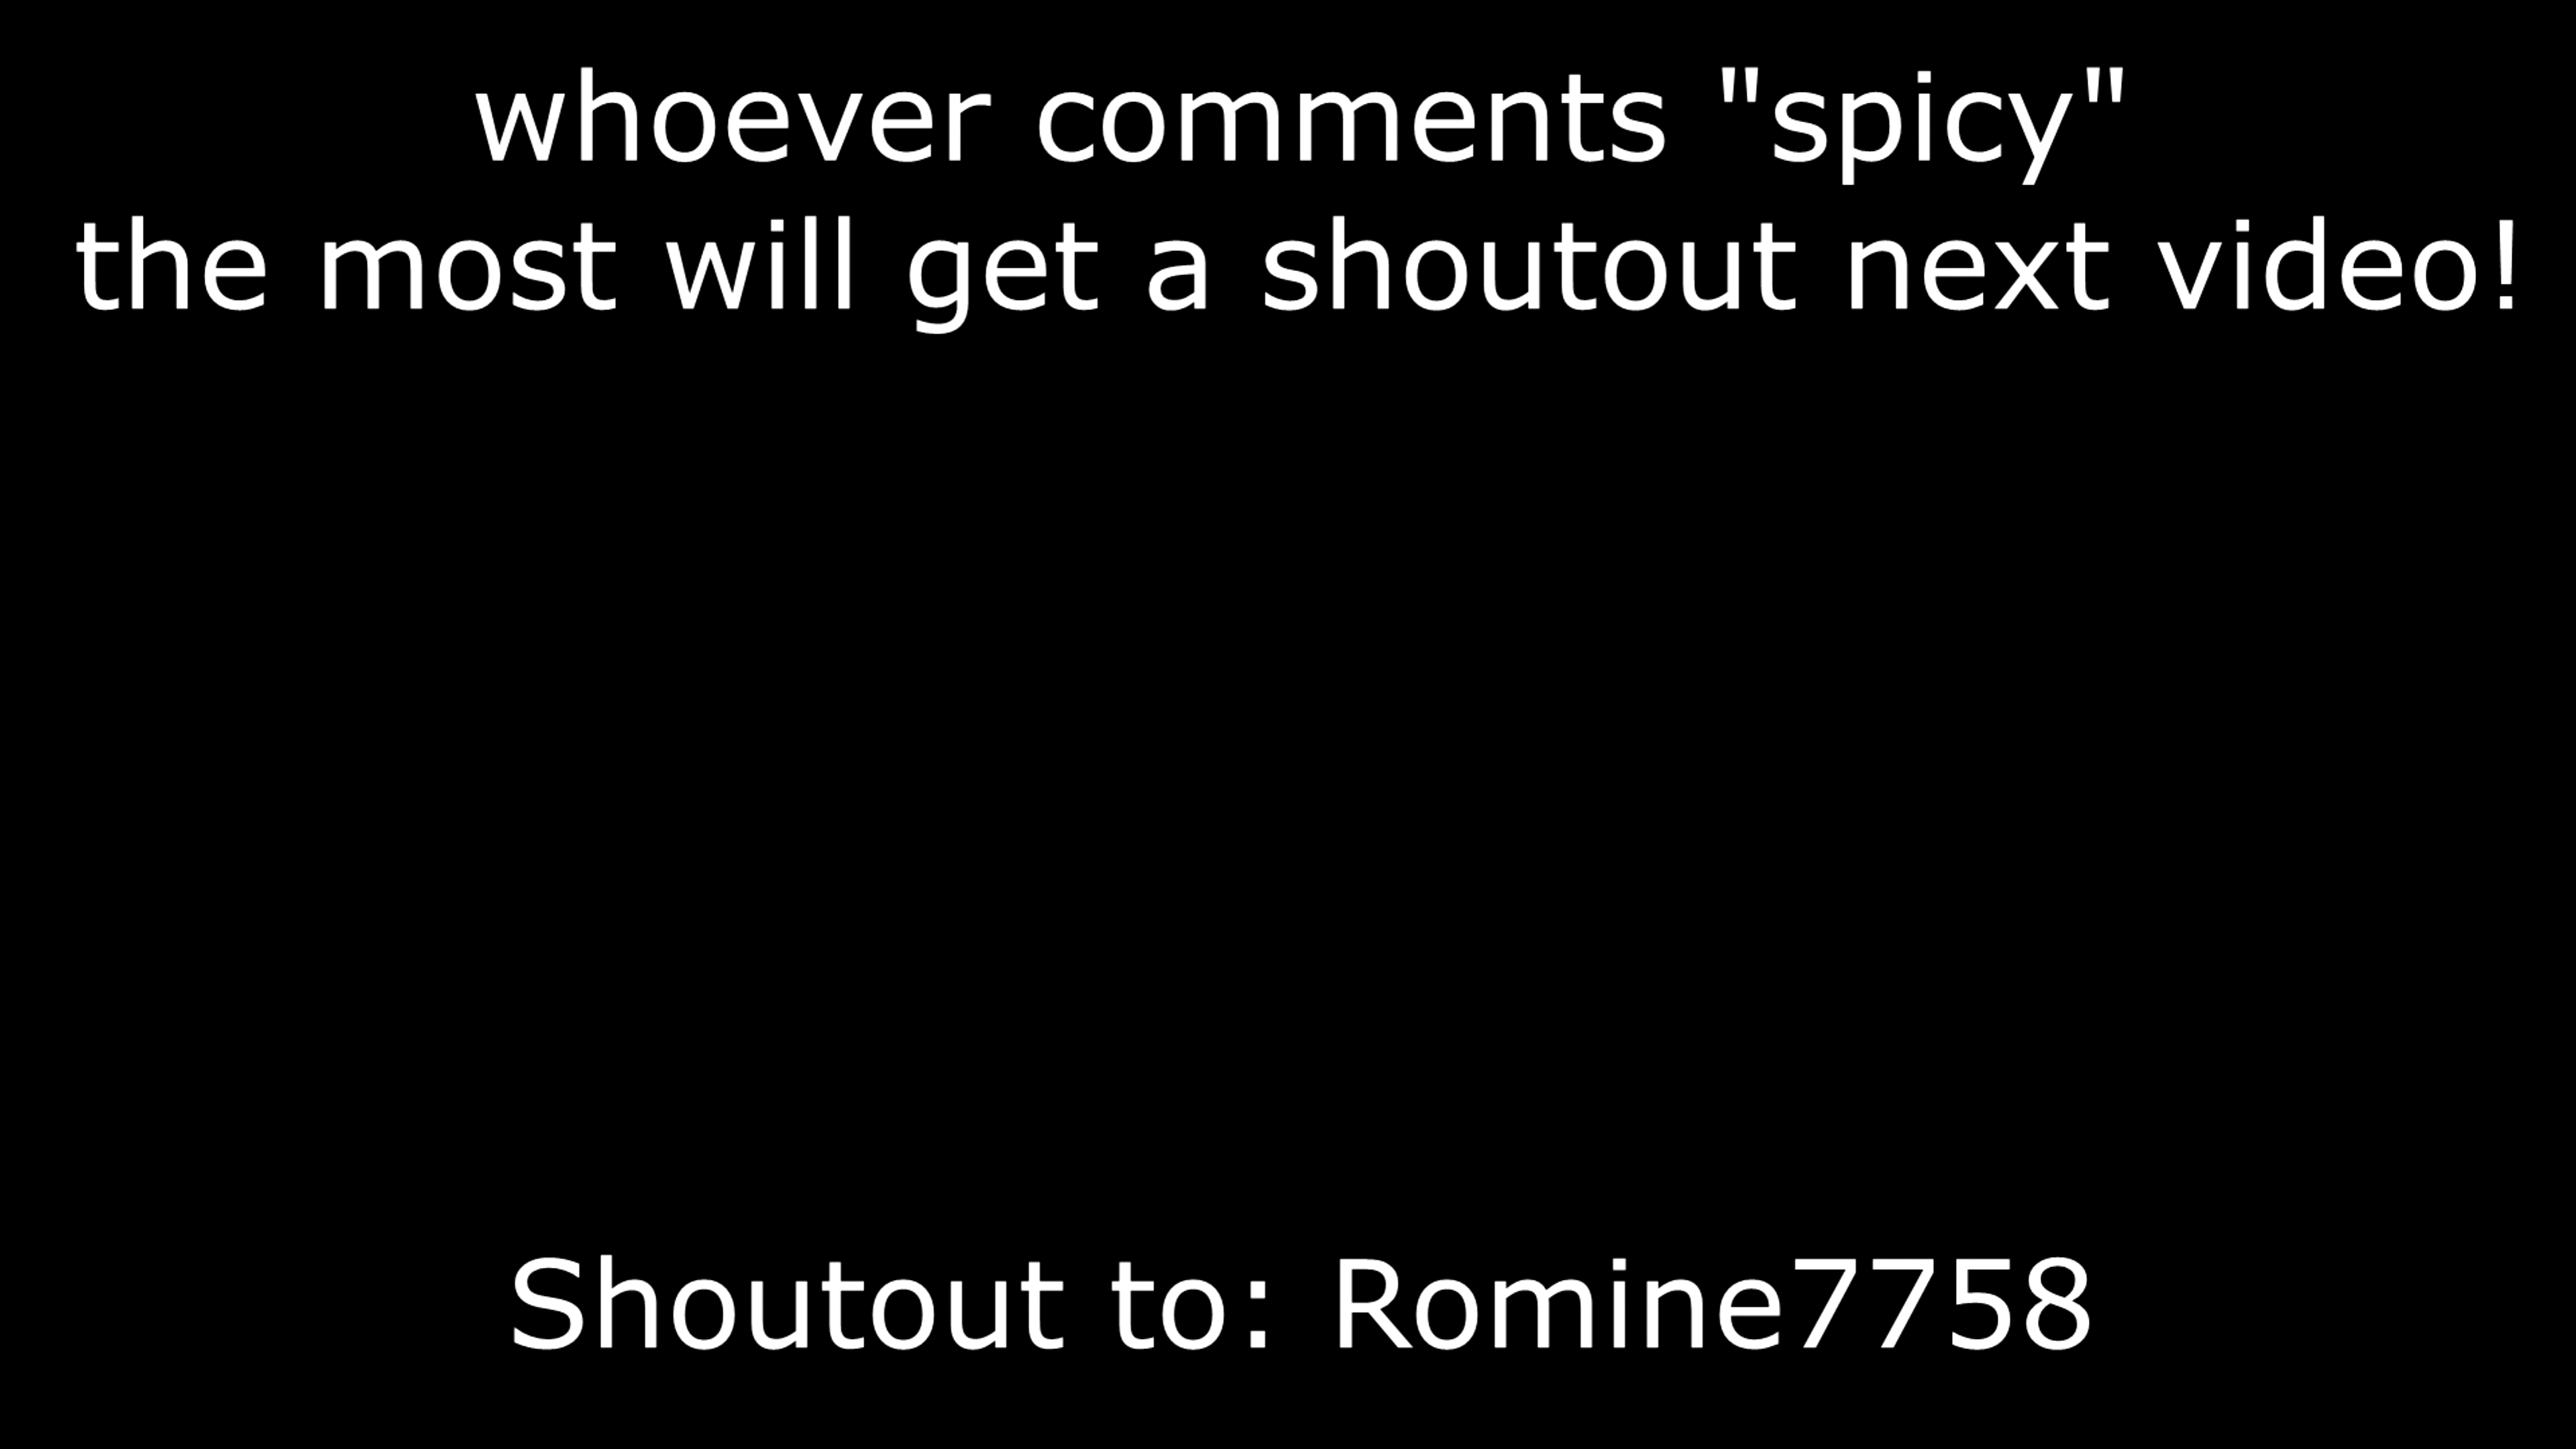 whoever comments "spicy"
the most will get a shoutout next video!
Shoutout to: Romine7758